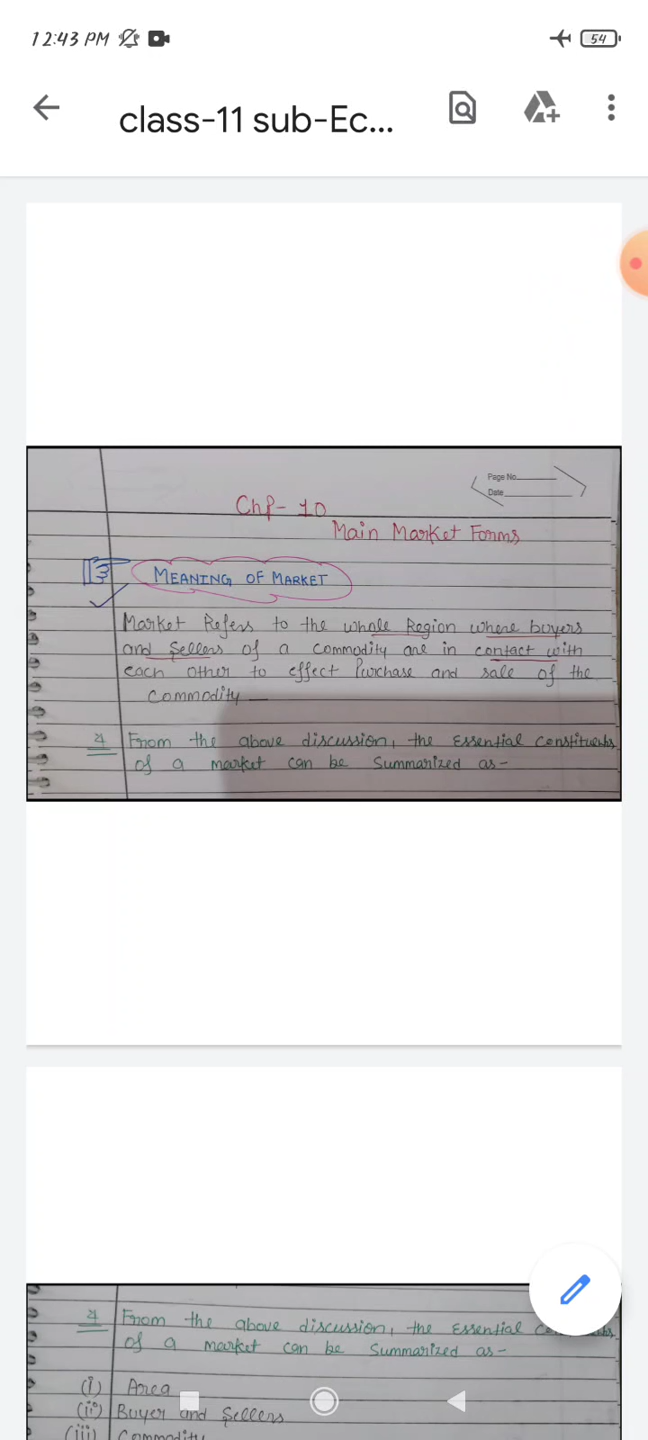 12:43 PM
54
class-11 sub-Ec...
Page No.
Date
Chp- 10
Main Market Forms
MEANING OF MARKET
Market Refers to the whole Region where buyers
and Sellers of a commodity are in contact with
each other to effect Purchase and sale of the
Commodity
From the above discussion, the Essential Constituents
of a market can be Summarized as-
From the above discussion, the Essential
of a market can be Summarized as-
(i) Area
(ii) Buyer and Sellers
(iii) Commodity